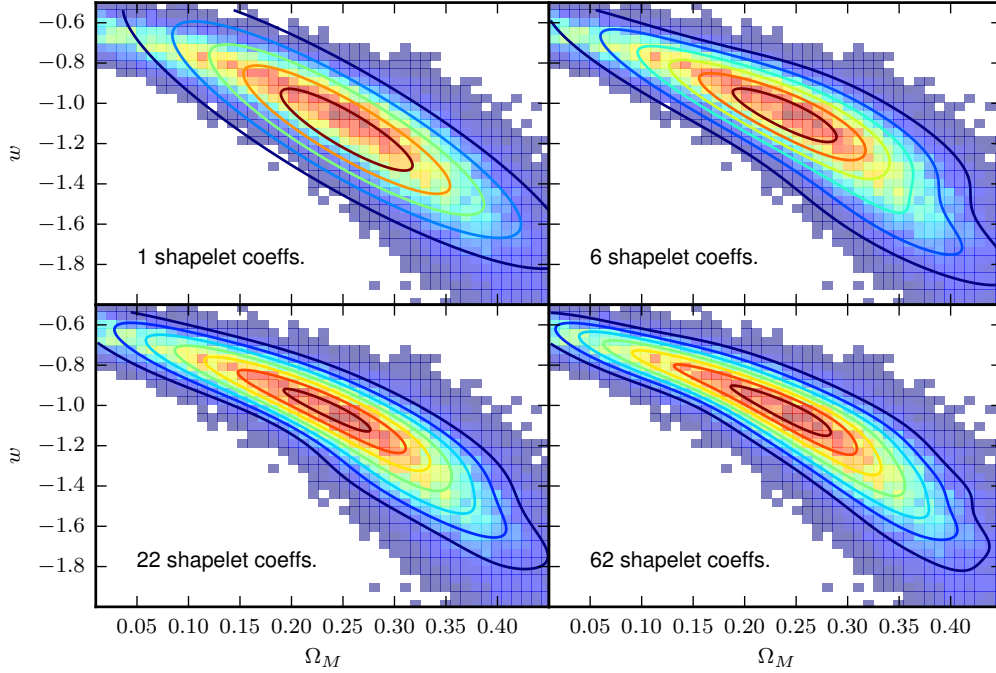 −0.6
−0.8
−1.0
−1.2
−1.4
−1.6
−1.8
w
1 shapelet coeffs.
6 shapelet coeffs.
−0.6
−0.8
−1.0
−1.2
−1.4
−1.6
−1.8
w
22 shapelet coeffs.
62 shapelet coeffs.
0.05 0.10 0.15 0.20 0.25 0.30 0.35 0.40
0.05 0.10 0.15 0.20 0.25 0.30 0.35 0.40
Ω_M
Ω_M